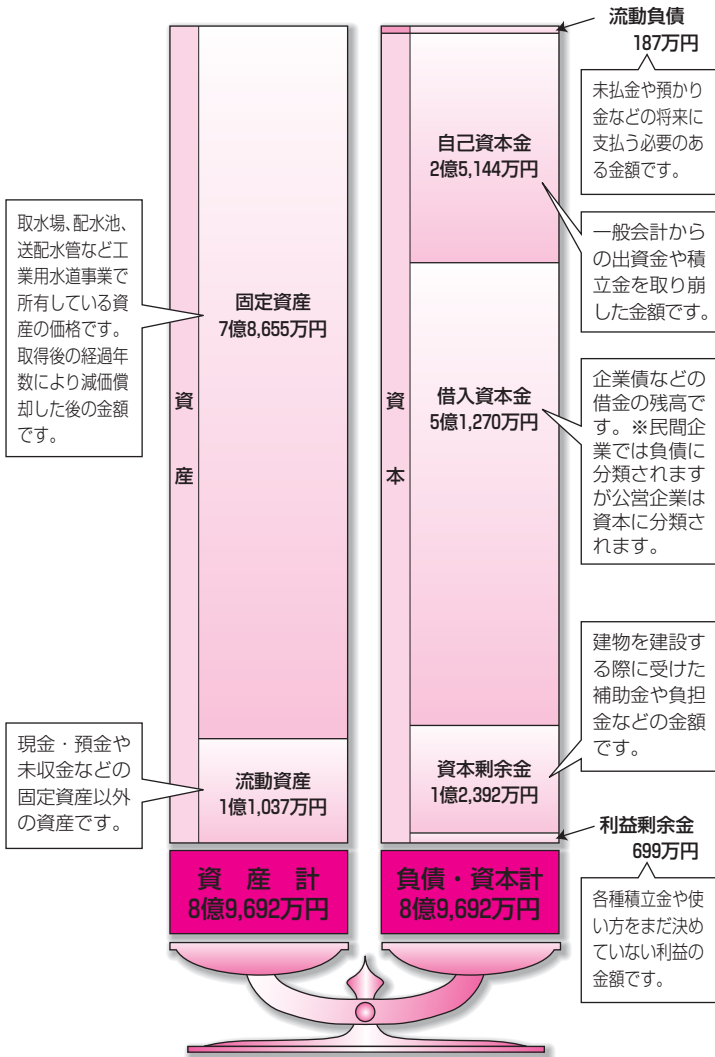 流動負債
187万円
未払金や預かり
金などの将来に
支払う必要のあ
る金額です。
自己資本金
2億5,144万円
一般会計から
の出資金や積
立金を取り崩
した金額です。
取水場、配水池、
送配水管など工
業用水道事業で
所有している資
産の価格です。
取得後の経過年
数により減価償
却した後の金額
です。
固定資産
7億8,655万円
資産
借入資本金
5億1,270万円
資本
企業債などの
借金の残高で
す。※民間企
業では負債に
分類されます
が公営企業は
資本に分類さ
れます。
現金・預金や
未収金などの
固定資産以外
の資産です。
流動資産
1億1,037万円
資本剰余金
1億2,392万円
建物を建設す
る際に受けた
補助金や負担
金などの金額
です。
利益剰余金
699万円
各種積立金や使
い方をまだ決め
ていない利益の
金額です。
資産計
8億9,692万円
負債・資本計
8億9,692万円